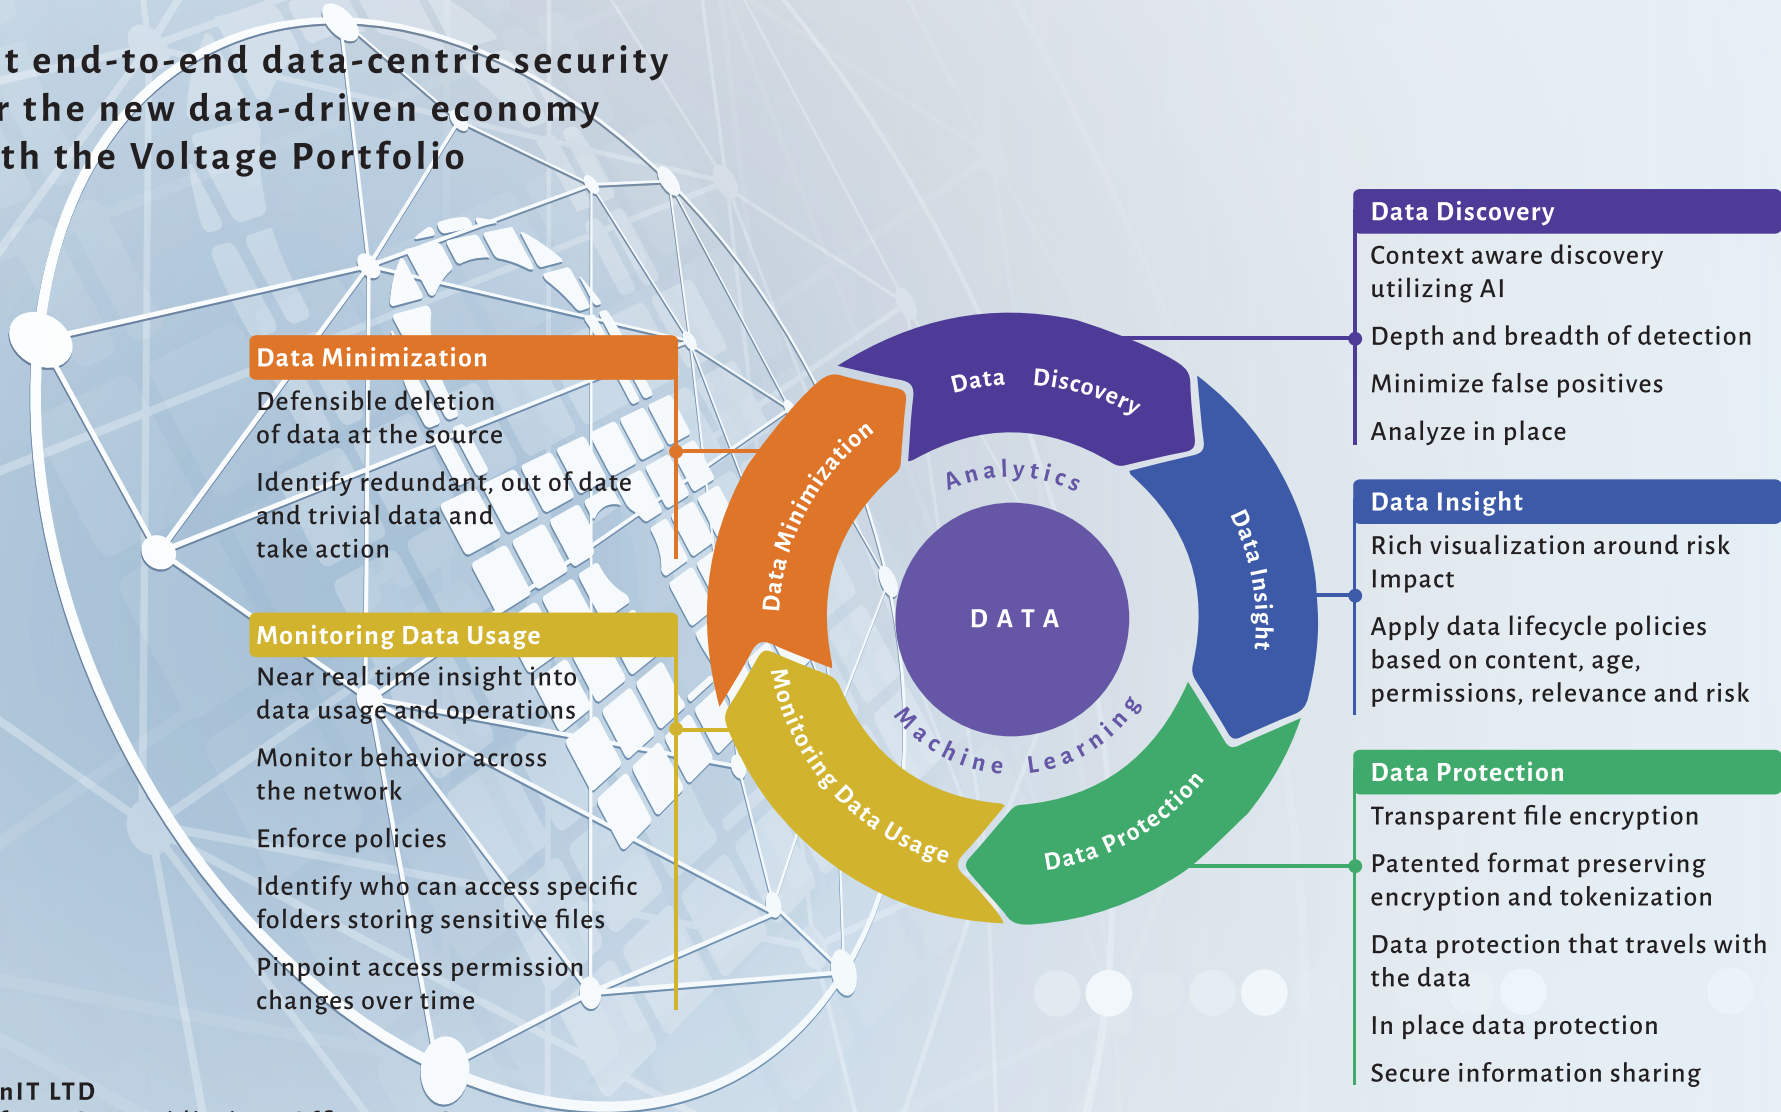 t end-to-end data-centric security
r the new data-driven economy
th the Voltage Portfolio
Data Minimization
Defensible deletion
of data at the source
Identify redundant, out of date
and trivial data and
take action
Monitoring Data Usage
Near real time insight into
data usage and operations
Monitor behavior across
the network
Enforce policies
Identify who can access specific
folders storing sensitive files
Pinpoint access permission
changes over time
Data Discovery
Data Insight
Data Protection
Monitoring Data Usage
Data Minimization
Analytics
DATA
Machine Learning
Data Discovery
Context aware discovery
utilizing AI
Depth and breadth of detection
Minimize false positives
Analyze in place
Data Insight
Rich visualization around risk
Impact
Apply data lifecycle policies
based on content, age,
permissions, relevance and risk
Data Protection
Transparent file encryption
Patented format preserving
encryption and tokenization
Data protection that travels with
the data
In place data protection
Secure information sharing
nIT LTD